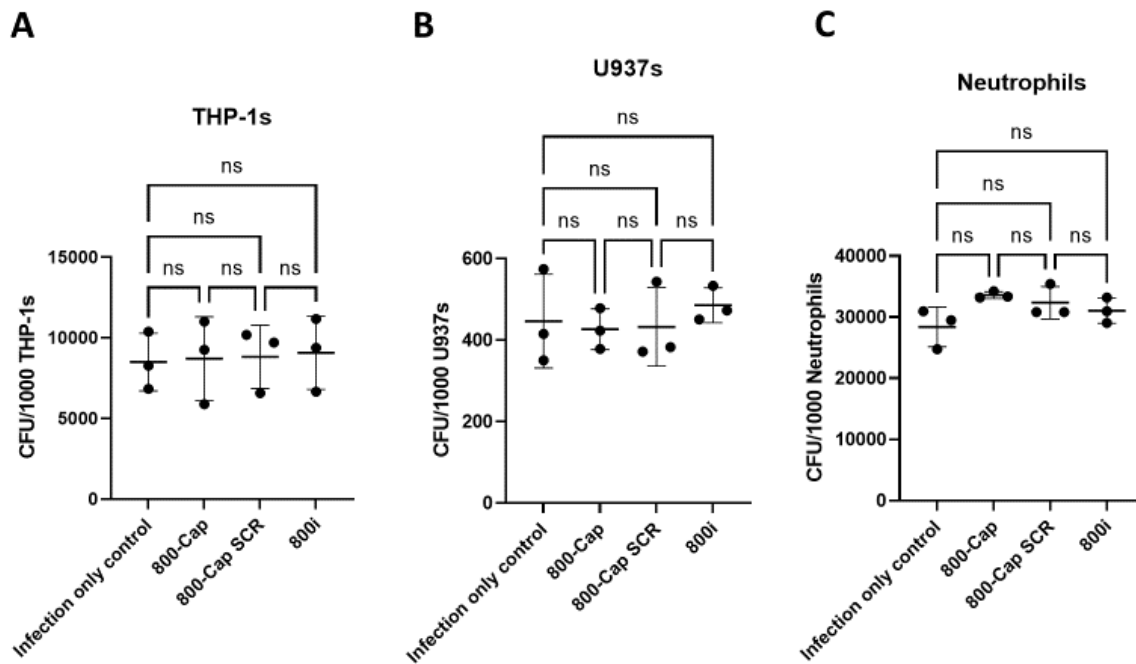 A
THP-1s
ns
ns
ns ns ns
15000
10000
5000
0
CFU/1000 THP-1s
Infection only control
800-Cap
800-Cap SCR
800i
B
U937s
ns
ns
ns ns ns
600
400
200
0
CFU/1000 U937s
Infection only control
800-Cap
800-Cap SCR
800i
C
Neutrophils
ns
ns
ns ns ns
40000
30000
20000
10000
0
CFU/1000 Neutrophils
Infection only control
800-Cap
800-Cap SCR
800i